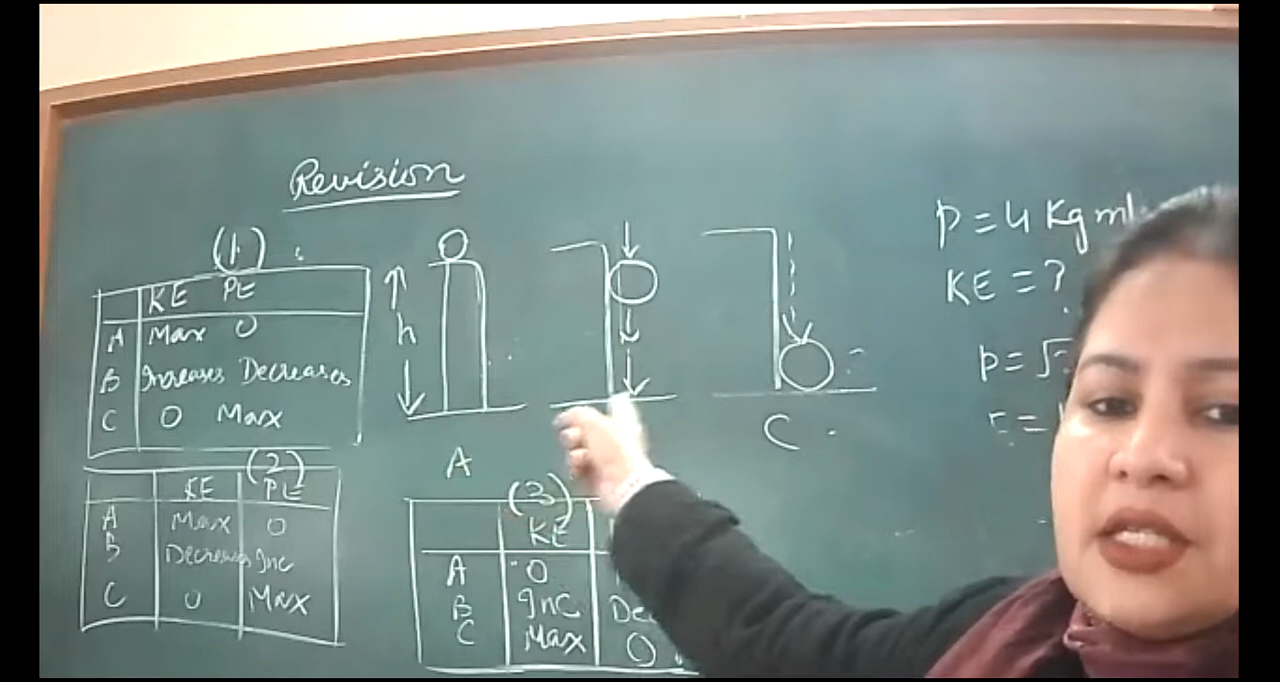 Revision
(1)
KE PE
A Max 0
B Increases Decreases
C 0 Max
(2)
KE PE
A Max 0
B Decreases Inc
C 0 Max
h
A
C
(3)
KE
A 0
B Inc
C Max 0
p = 4 Kg
KE = ?
p = √